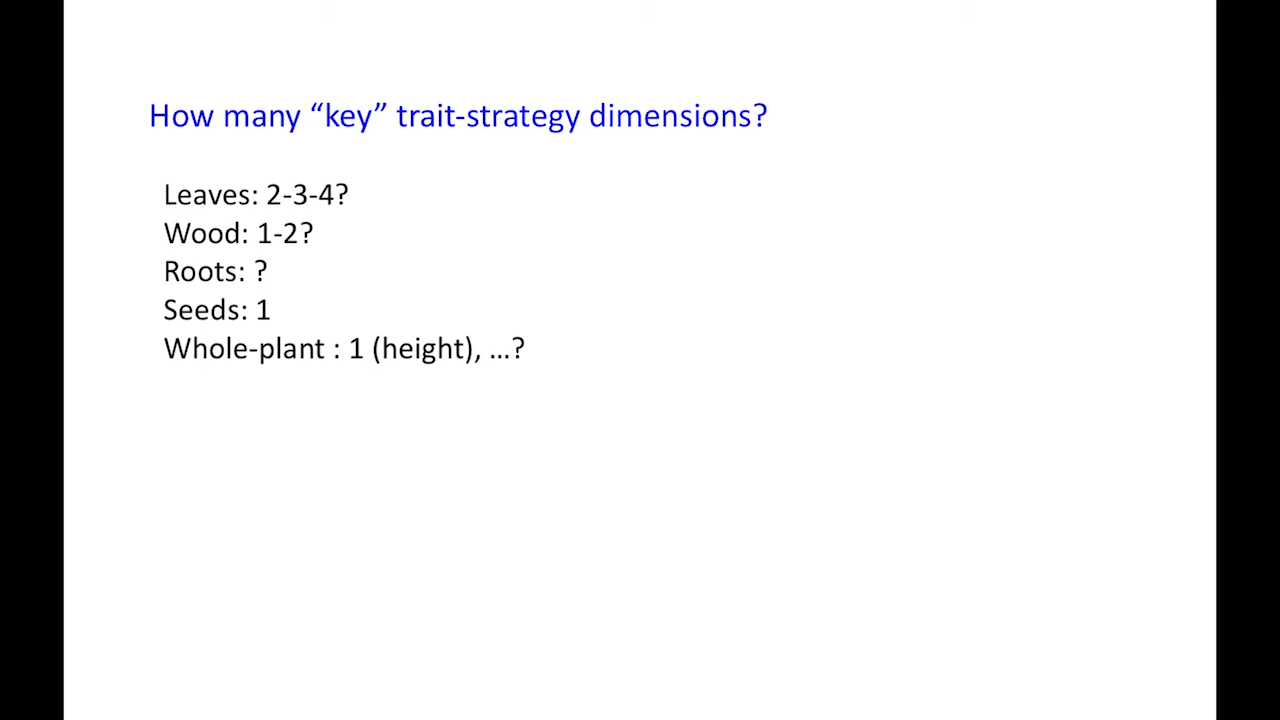 How many “key” trait-strategy dimensions?
Leaves: 2-3-4?
Wood: 1-2?
Roots: ?
Seeds: 1
Whole-plant : 1 (height), …?